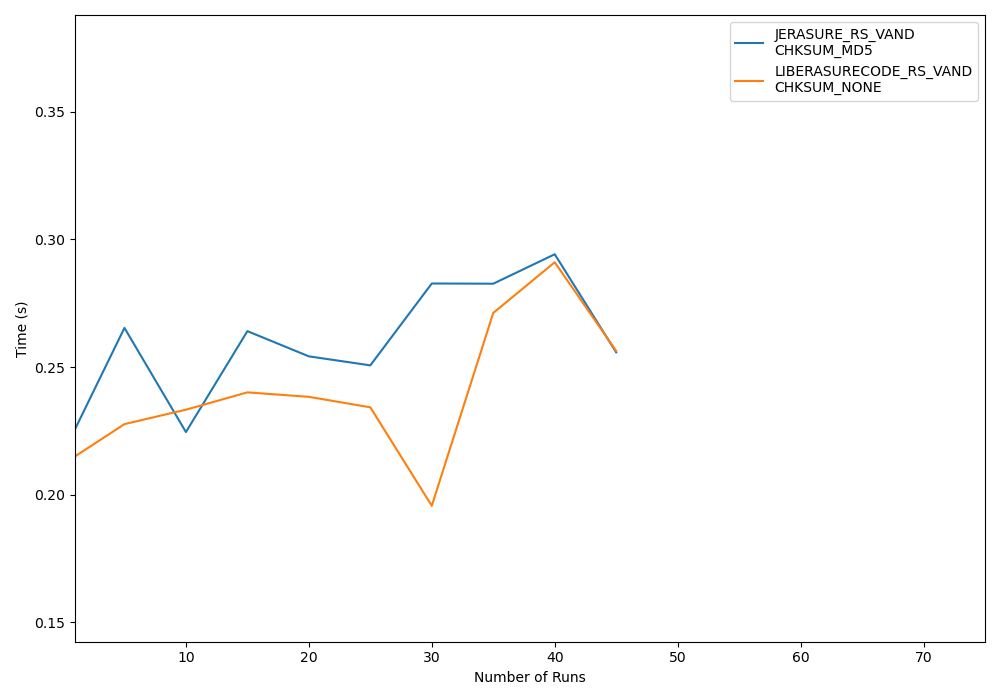 JERASURE_RS_VAND
CHKSUM_MD5
LIBERASURECODE_RS_VAND
CHKSUM_NONE
0.35
0.30
0.25
0.20
0.15
Time (s)
10 20 30 40 50 60 70
Number of Runs